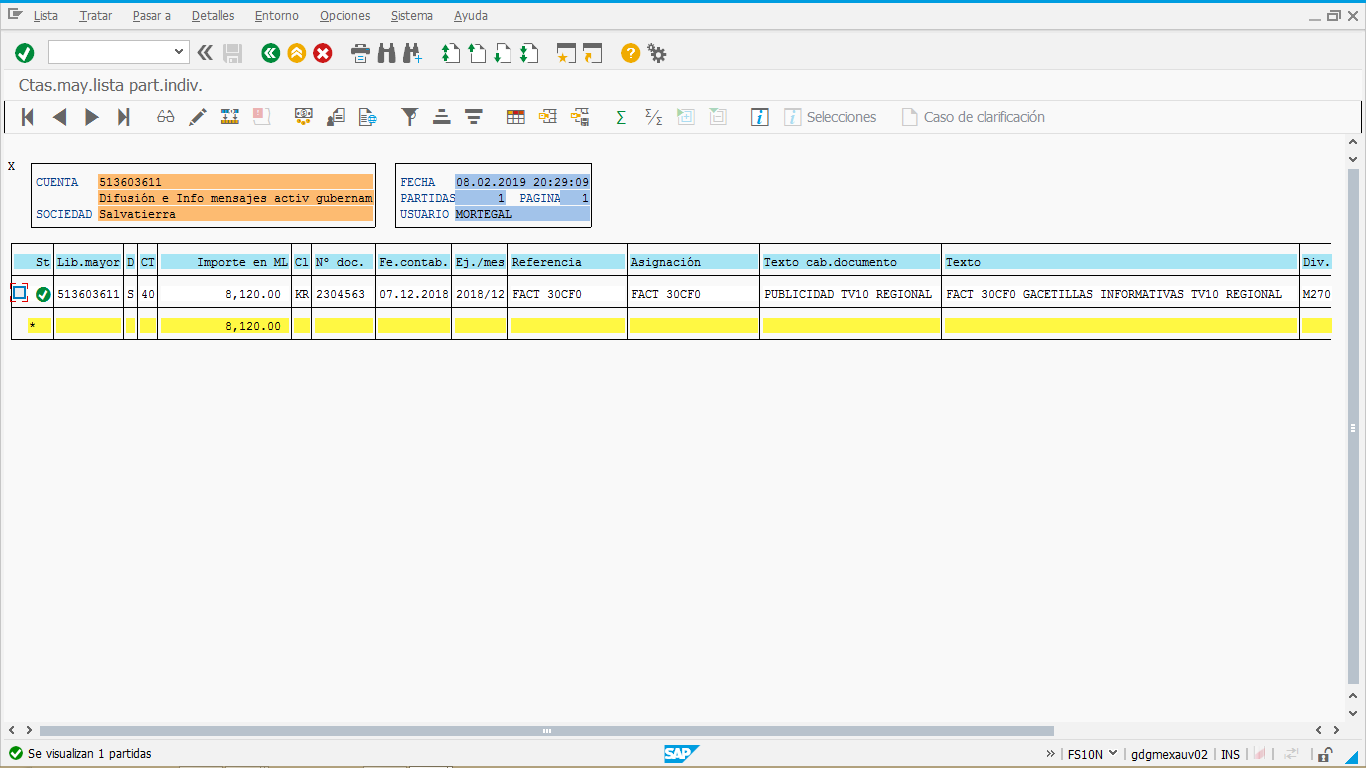 Lista Tratar Pasar a Detalles Entorno Opciones Sistema Ayuda
Ctas.may.lista part.indiv.
Selecciones Caso de clarificación
X
CUENTA 513603611
Difusión e Info mensajes activ gubernam
SOCIEDAD Salvatierra
FECHA 08.02.2019 20:29:09
PARTIDAS 1 PAGINA 1
USUARIO MORTEGAL
St Lib.mayor D CT Importe en ML Cl N° doc. Fe.contab. Ej./mes Referencia Asignación Texto cab.documento Texto Div.
513603611 S 40 8,120.00 KR 2304563 07.12.2018 2018/12 FACT 30CF0 FACT 30CF0 PUBLICIDAD TV10 REGIONAL FACT 30CF0 GACETILLAS INFORMATIVAS TV10 REGIONAL M270
* 8,120.00
Se visualizan 1 partidas SAP FS10N gdgmexauv02 INS